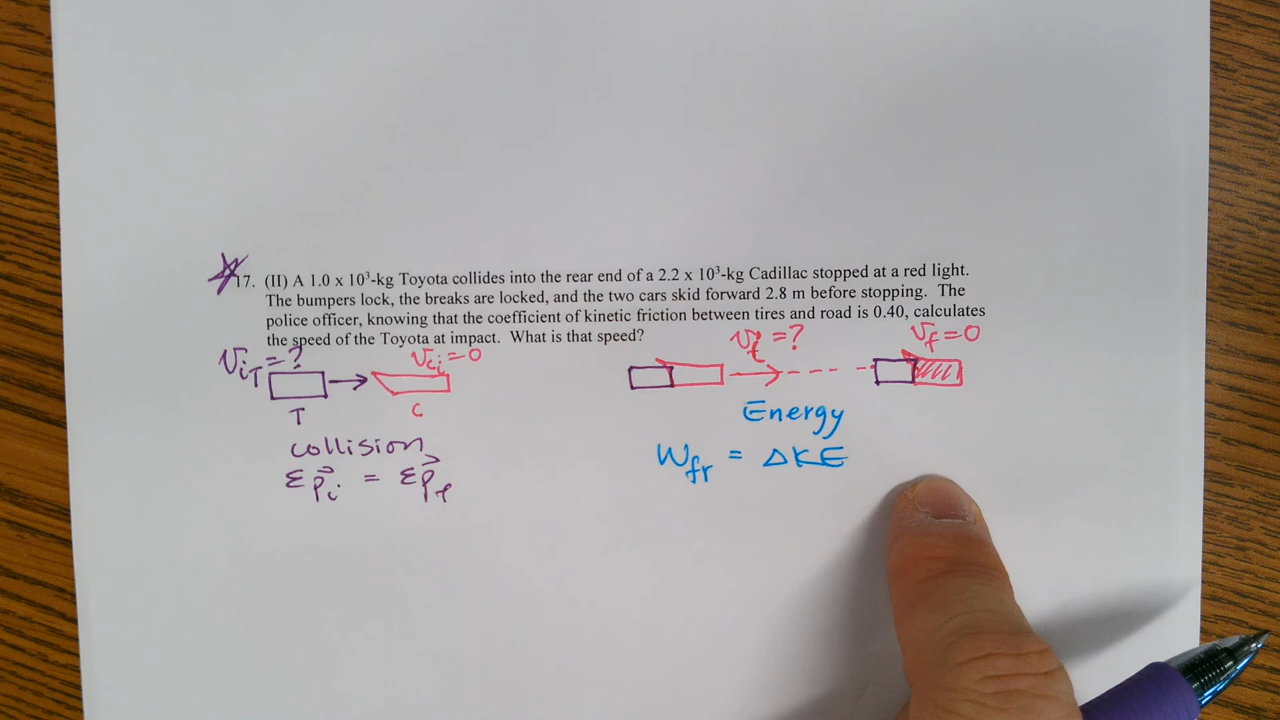 17. (II) A 1.0 x 10³-kg Toyota collides into the rear end of a 2.2 x 10³-kg Cadillac stopped at a red light.
The bumpers lock, the breaks are locked, and the two cars skid forward 2.8 m before stopping. The
police officer, knowing that the coefficient of kinetic friction between tires and road is 0.40, calculates
the speed of the Toyota at impact. What is that speed?
v_iT = ? v_ci = 0 v_f = ? v_f = 0
T C
Energy
collision
W_fr = ΔKE
Σp⃗_i = Σp⃗_f